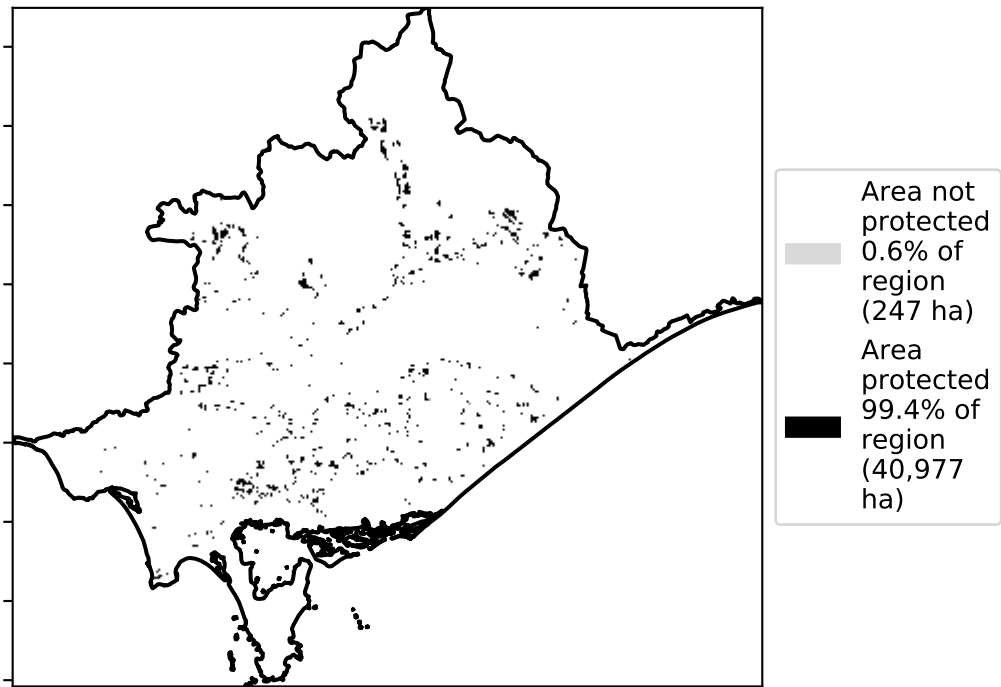 Area not
protected
0.6% of
region
(247 ha)
Area
protected
99.4% of
region
(40,977
ha)